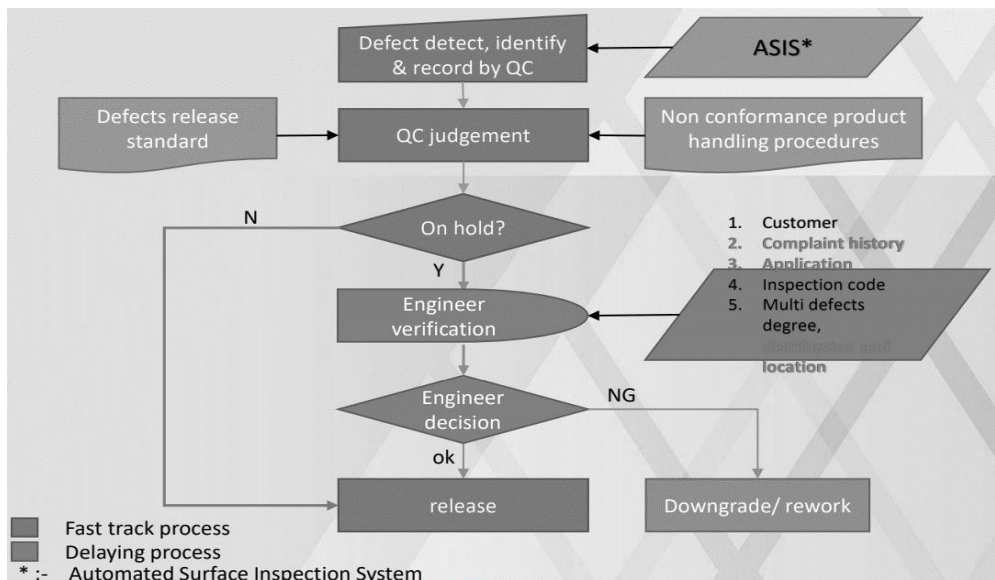 Defect detect, identify
& record by QC
ASIS*
Defects release
standard
QC judgement
Non conformance product
handling procedures
N
On hold?
1. Customer
2. Complaint history
3. Application
4. Inspection code
5. Multi defects
degree,
distribution and
location
Y
Engineer
verification
Engineer
decision
NG
ok
release
Downgrade/ rework
Fast track process
Delaying process
* :- Automated Surface Inspection System